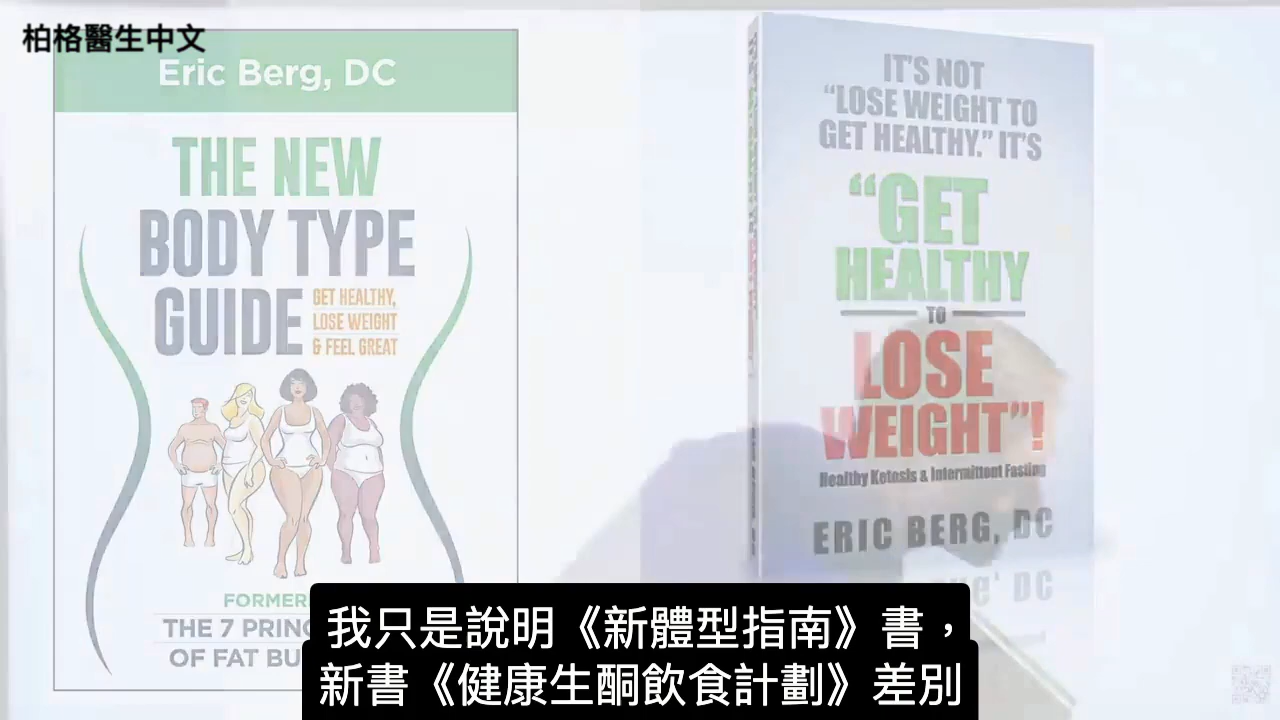 柏格醫生中文
Eric Berg, DC
THE NEW
BODY TYPE
GUIDE
GET HEALTHY,
LOSE WEIGHT
& FEEL GREAT
FORMER
THE 7 PRINC
OF FAT BU
IT'S NOT
“LOSE WEIGHT TO
GET HEALTHY.” IT'S
“GET
HEALTHY
TO
LOSE
WEIGHT”!
Healthy Ketosis & Intermittent Fasting
ERIC BERG, DC
我只是說明《新體型指南》書，
新書《健康生酮飲食計劃》差別